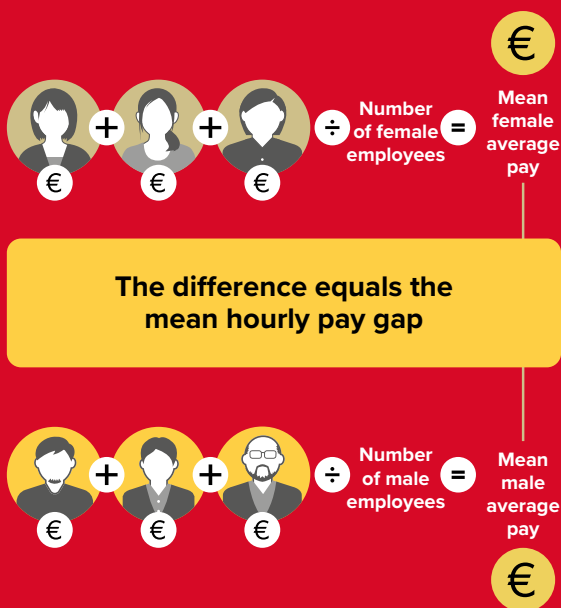 €
+ + ÷ Number of female employees = Mean female average pay
€ € €
The difference equals the
mean hourly pay gap
+ + ÷ Number of male employees = Mean male average pay
€ € €
€